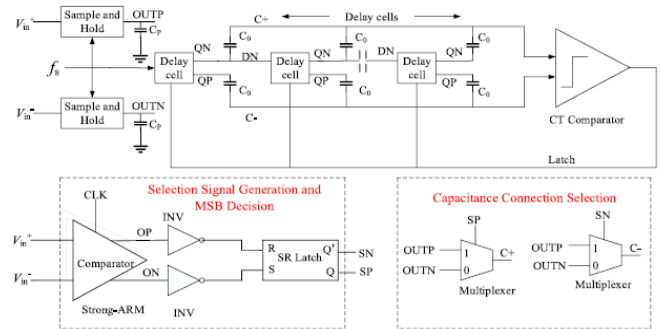 Vin+
Sample and Hold
OUTP
CP
C+
Delay cells
C0
C0
C0
QN
DN
QN
DN
QN
fs
Delay cell
Delay cell
Delay cell
QP
QP
QP
C0
C0
C0
Vin-
Sample and Hold
OUTN
CP
C-
CT Comparator
Latch
Selection Signal Generation and
MSB Decision
CLK
Vin+
Vin-
Comparator
Strong-ARM
OP
ON
INV
INV
R
S
SR Latch
Q'
Q
SN
SP
Capacitance Connection Selection
SP
OUTP
OUTN
1
0
C+
Multiplexer
SN
OUTP
OUTN
1
0
C-
Multiplexer